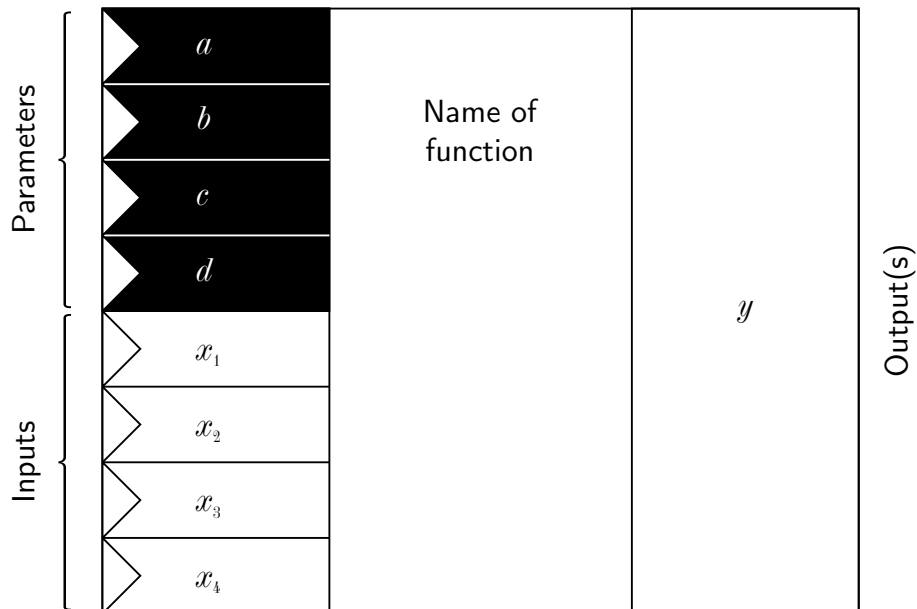 Parameters
a
b
c
d
Inputs
x₁
x₂
x₃
x₄
Name of
function
y
Output(s)